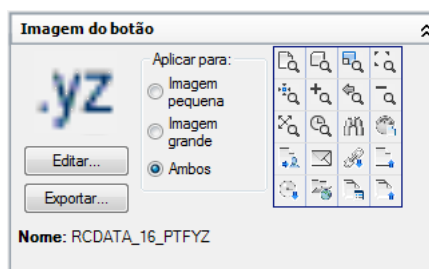 Imagem do botão
.yz
Aplicar para:
Imagem
pequena
Imagem
grande
Ambos
Editar...
Exportar...
Nome: RCDATA_16_PTFYZ